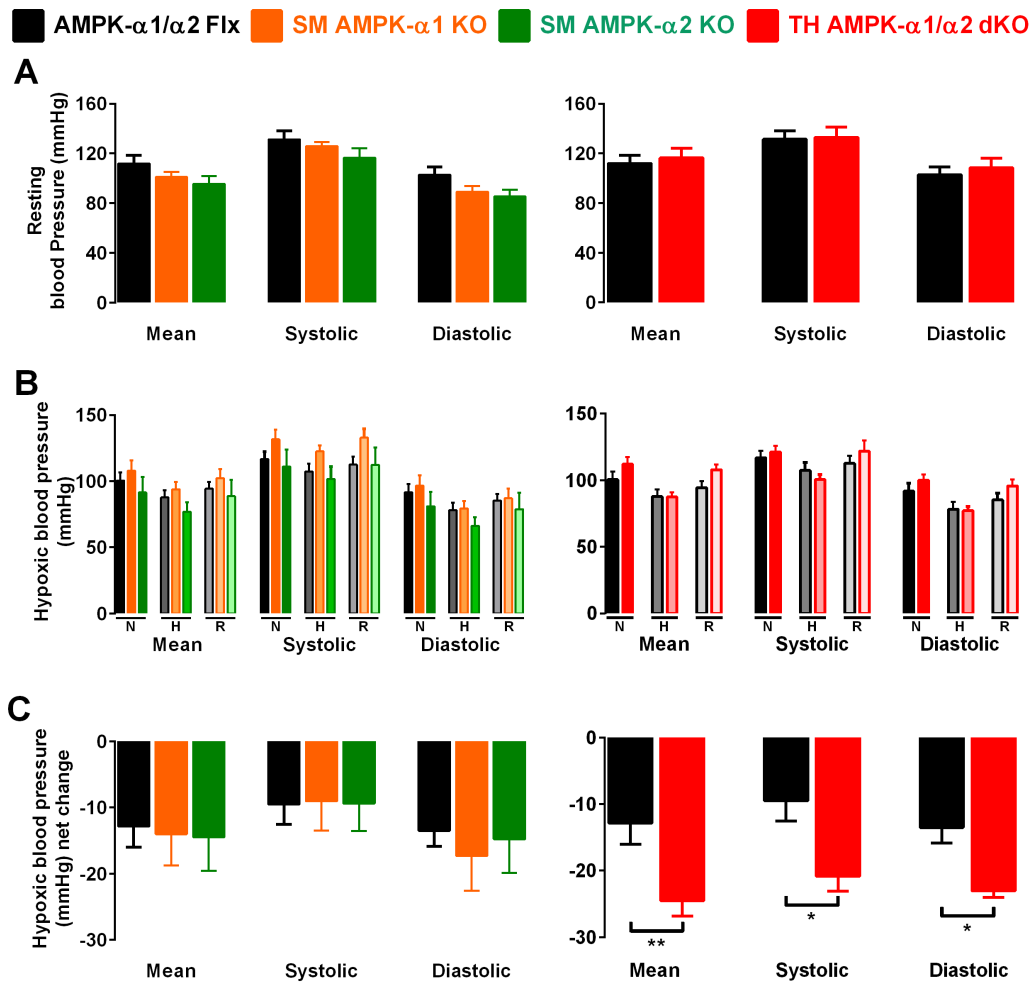 AMPK-α1/α2 Flx SM AMPK-α1 KO SM AMPK-α2 KO TH AMPK-α1/α2 dKO
A
Resting
blood Pressure (mmHg)
160
120
80
40
0
Mean Systolic Diastolic
160
120
80
40
0
Mean Systolic Diastolic
B
Hypoxic blood pressure
(mmHg)
150
100
50
0
N H R N H R N H R
Mean Systolic Diastolic
150
100
50
0
N H R N H R N H R
Mean Systolic Diastolic
C
Hypoxic blood pressure
(mmHg) net change
0
-10
-20
-30
Mean Systolic Diastolic
0
-10
-20
-30
** * *
Mean Systolic Diastolic